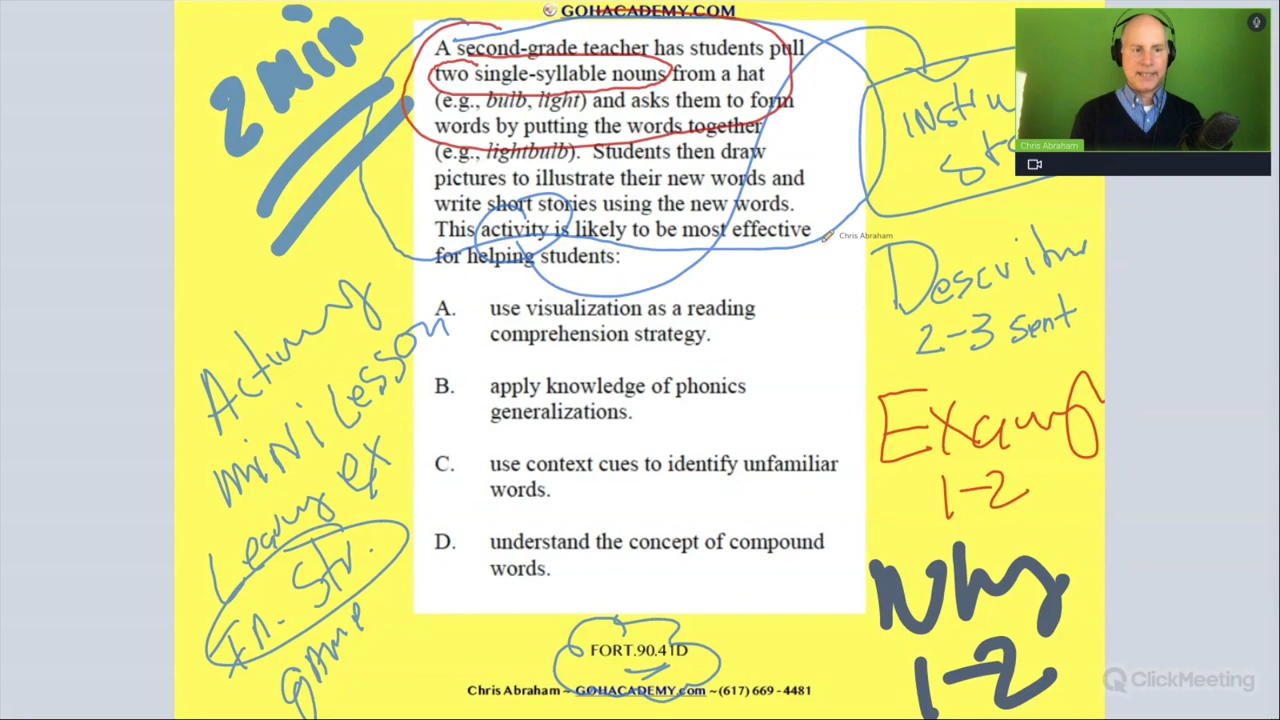 GOHACADEMY.COM
2 min
A second-grade teacher has students pull
two single-syllable nouns from a hat
(e.g., bulb, light) and asks them to form
words by putting the words together
(e.g., lightbulb). Students then draw
pictures to illustrate their new words and
write short stories using the new words.
This activity is likely to be most effective
for helping students:
A. use visualization as a reading
comprehension strategy.
B. apply knowledge of phonics
generalizations.
C. use context cues to identify unfamiliar
words.
D. understand the concept of compound
words.
mini Lesson
ex
In. Str.
game
Chris Abraham
Chris Abraham
2-3 sent
1-2
Why
1-2
FORT.90.41D
Chris Abraham ~ GOHACADEMY.com ~(617) 669 - 4481
ClickMeeting